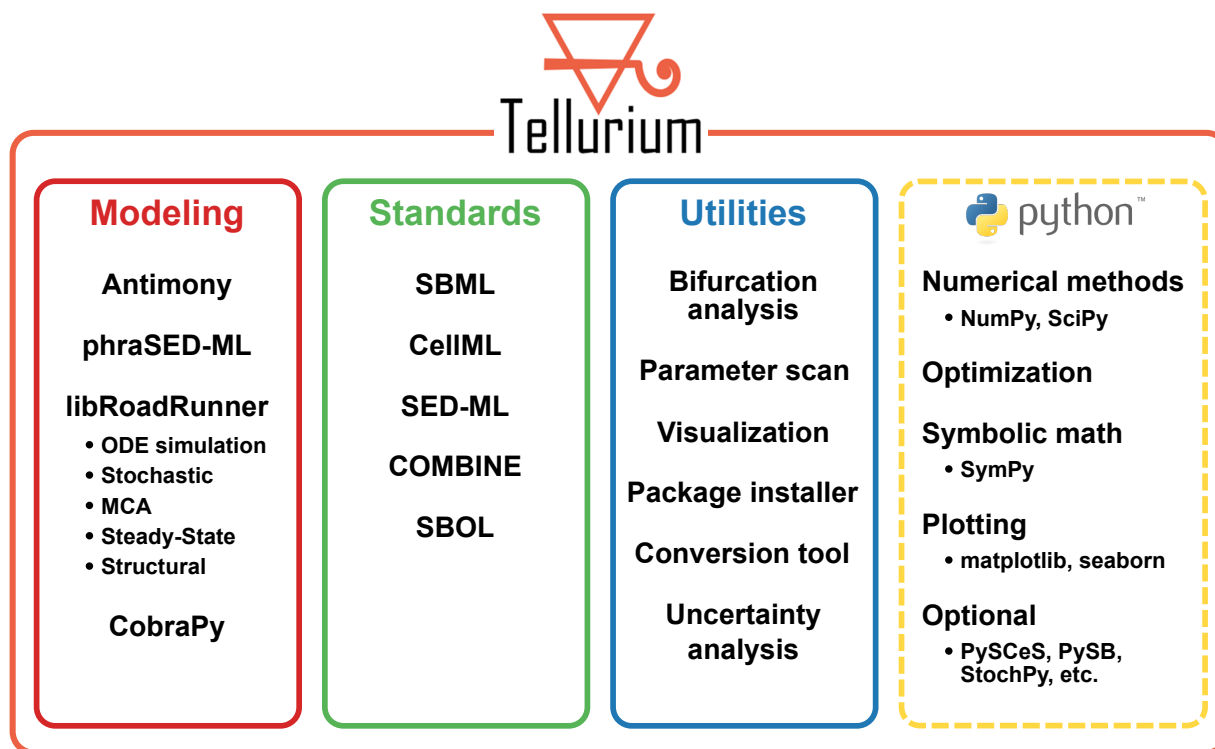 Tellurium
Modeling
Antimony
phraSED-ML
libRoadRunner
• ODE simulation
• Stochastic
• MCA
• Steady-State
• Structural
CobraPy
Standards
SBML
CellML
SED-ML
COMBINE
SBOL
Utilities
Bifurcation
analysis
Parameter scan
Visualization
Package installer
Conversion tool
Uncertainty
analysis
python™
Numerical methods
• NumPy, SciPy
Optimization
Symbolic math
• SymPy
Plotting
• matplotlib, seaborn
Optional
• PySCeS, PySB,
StochPy, etc.